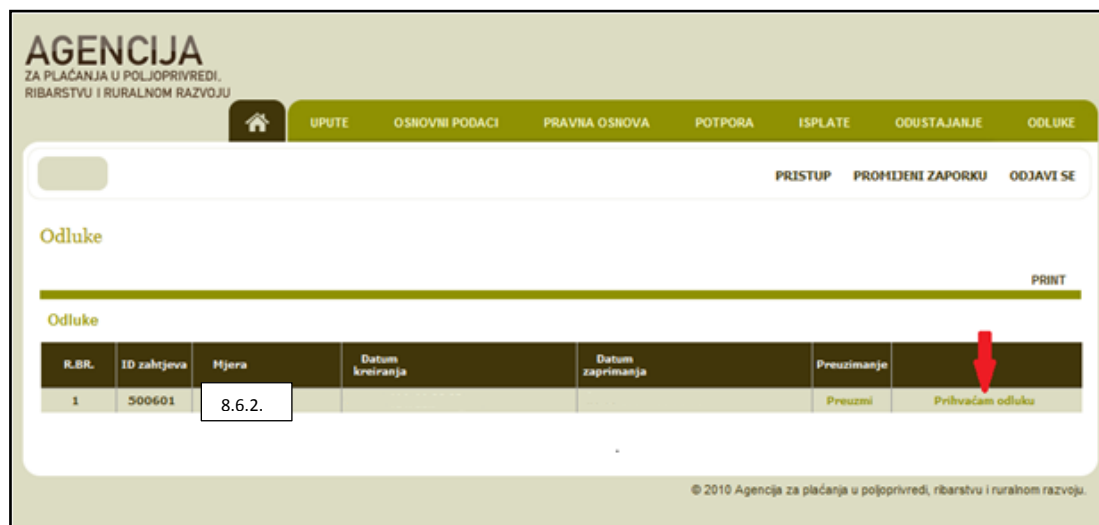 AGENCIJA
ZA PLAĆANJA U POLJOPRIVREDI,
RIBARSTVU I RURALNOM RAZVOJU
UPUTE OSNOVNI PODACI PRAVNA OSNOVA POTPORA ISPLATE ODUSTAJANJE ODLUKE
PRISTUP PROMIJENI ZAPORKU ODJAVI SE
Odluke
PRINT
Odluke
R.BR. ID zahtjeva Mjera Datum kreiranja Datum zaprimanja Preuzimanje
1 500601 8.6.2. Preuzmi Prihvaćam odluku
© 2010 Agencija za plaćanja u poljoprivredi, ribarstvu i ruralnom razvoju.